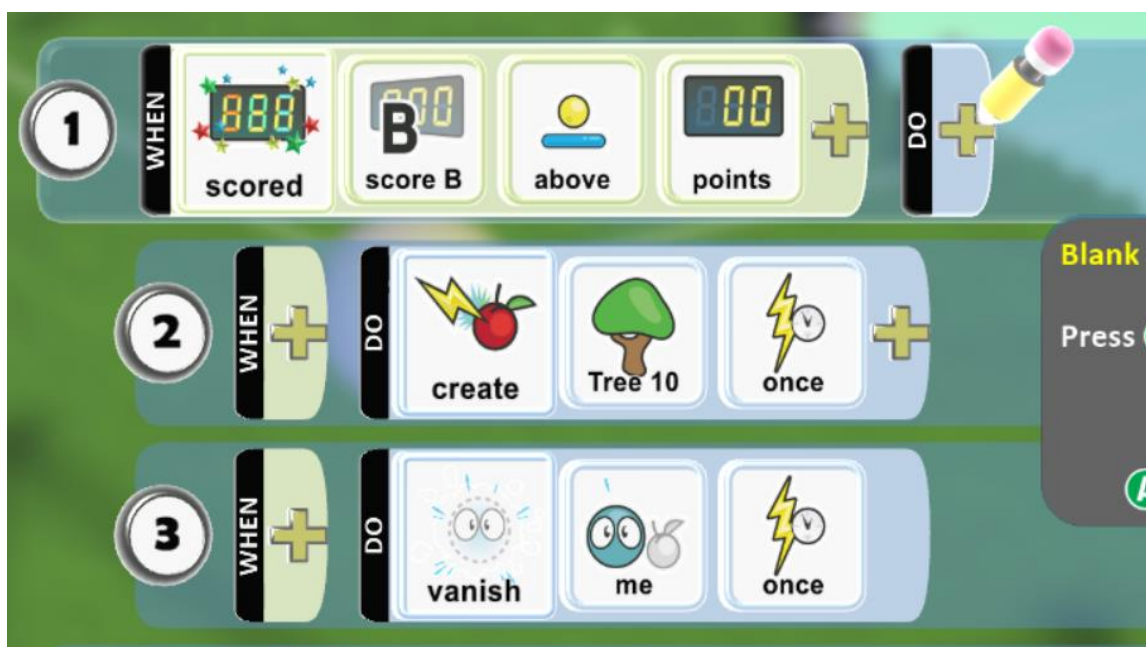 1 WHEN scored B score B above 00 points DO
Blank
2 WHEN DO create Tree 10 once
Press
A
3 WHEN DO vanish me once